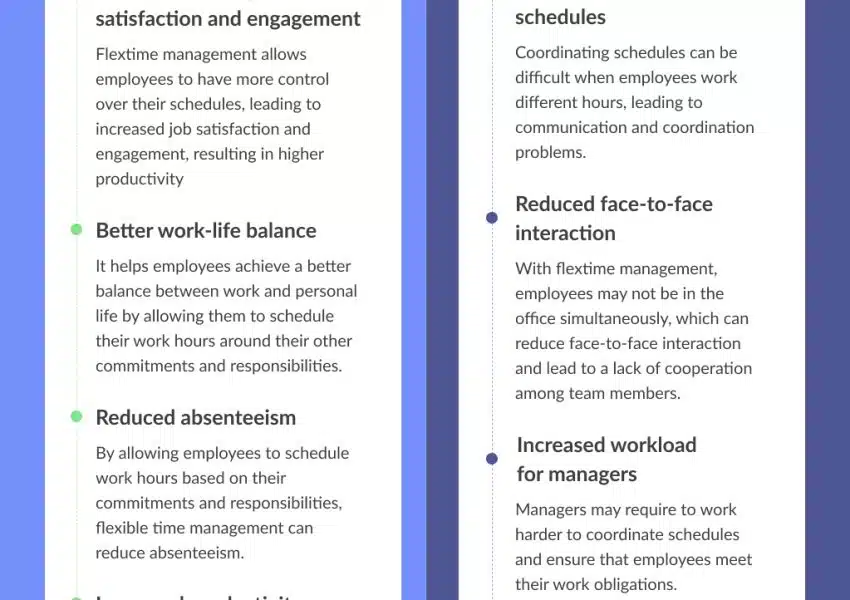 satisfaction and engagement
Flextime management allows
employees to have more control
over their schedules, leading to
increased job satisfaction and
engagement, resulting in higher
productivity
Better work-life balance
It helps employees achieve a better
balance between work and personal
life by allowing them to schedule
their work hours around their other
commitments and responsibilities.
Reduced absenteeism
By allowing employees to schedule
work hours based on their
commitments and responsibilities,
flexible time management can
reduce absenteeism.
schedules
Coordinating schedules can be
difficult when employees work
different hours, leading to
communication and coordination
problems.
Reduced face-to-face
interaction
With flextime management,
employees may not be in the
office simultaneously, which can
reduce face-to-face interaction
and lead to a lack of cooperation
among team members.
Increased workload
for managers
Managers may require to work
harder to coordinate schedules
and ensure that employees meet
their work obligations.